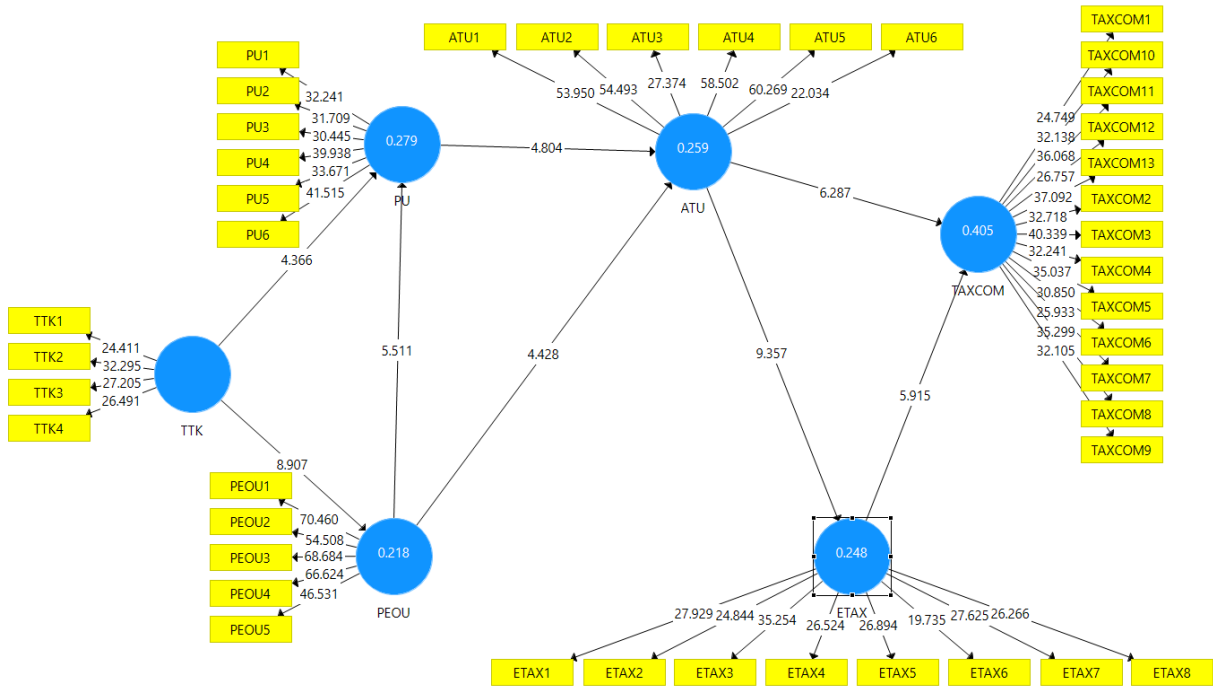 TAXCOM1
ATU1 ATU2 ATU3 ATU4 ATU5 ATU6
PU1
TAXCOM10
PU2
TAXCOM11
PU3
TAXCOM12
PU4
TAXCOM13
PU5
TAXCOM2
PU6
TAXCOM3
TAXCOM4
TAXCOM5
TAXCOM6
TAXCOM7
TAXCOM8
TAXCOM9
32.241
31.709
30.445
39.938
33.671
41.515
0.279
PU
53.950 54.493 27.374 58.502 60.269 22.034
4.804
0.259
ATU
6.287
24.749
32.138
36.068
26.757
37.092
32.718
40.339
32.241
35.037
30.850
25.933
35.299
32.105
0.405
TAXCOM
4.366
TTK1
TTK2
TTK3
TTK4
24.411
32.295
27.205
26.491
TTK
5.511
4.428
9.357
5.915
8.907
PEOU1
PEOU2
PEOU3
PEOU4
PEOU5
70.460
54.508
68.684
66.624
46.531
0.218
PEOU
0.248
ETAX
27.929 24.844 35.254 26.524 26.894 19.735 27.625 26.266
ETAX1 ETAX2 ETAX3 ETAX4 ETAX5 ETAX6 ETAX7 ETAX8